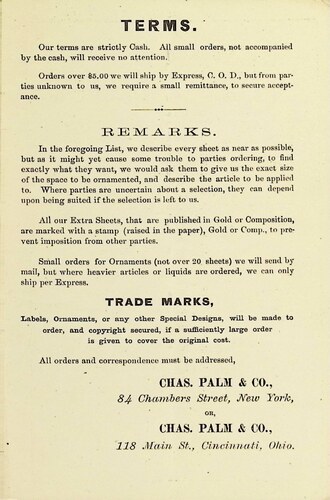 TERMS.
Our terms are strictly Cash. All small orders, not accompanied
by the cash, will receive no attention.
Orders over $5.00 we will ship by Express, C. O. D., but from par-
ties unknown to us, we require a small remittance, to secure accept-
ance.
REMARKS.
In the foregoing List, we describe every sheet as near as possible,
but as it might yet cause some trouble to parties ordering, to find
exactly what they want, we would ask them to give us the exact size
of the space to be ornamented, and describe the article to be applied
to. Where parties are uncertain about a selection, they can depend
upon being suited if the selection is left to us.
All our Extra Sheets, that are published in Gold or Composition,
are marked with a stamp (raised in the paper), Gold or Comp., to pre-
vent imposition from other parties.
Small orders for Ornaments (not over 20 sheets) we will send by
mail, but where heavier articles or liquids are ordered, we can only
ship per Express.
TRADE MARKS,
Labels, Ornaments, or any other Special Designs, will be made to
order, and copyright secured, if a sufficiently large order
is given to cover the original cost.
All orders and correspondence must be addressed,
CHAS. PALM & CO.,
84 Chambers Street, New York,
OR,
CHAS. PALM & CO.,
118 Main St., Cincinnati, Ohio.